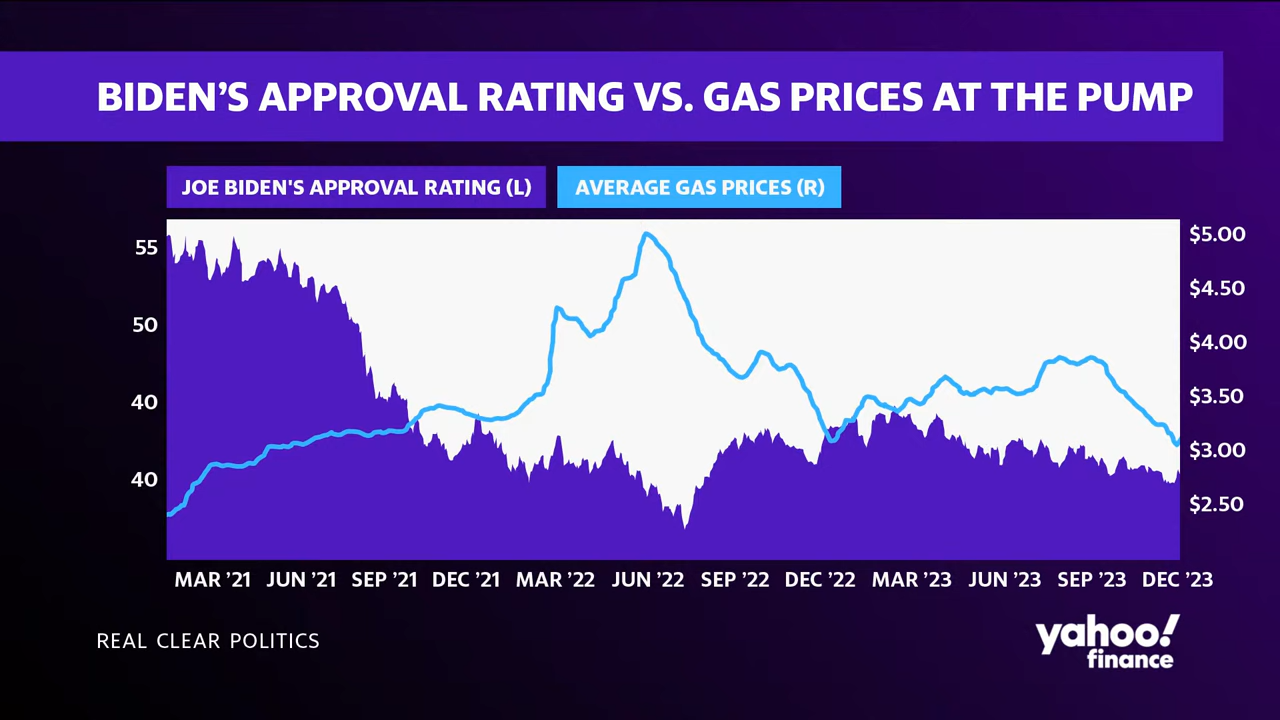 BIDEN'S APPROVAL RATING VS. GAS PRICES AT THE PUMP
JOE BIDEN'S APPROVAL RATING (L) AVERAGE GAS PRICES (R)
55
50
40
40
$5.00
$4.50
$4.00
$3.50
$3.00
$2.50
MAR '21 JUN '21 SEP '21 DEC '21 MAR '22 JUN '22 SEP '22 DEC '22 MAR '23 JUN '23 SEP '23 DEC '23
REAL CLEAR POLITICS
yahoo!
finance